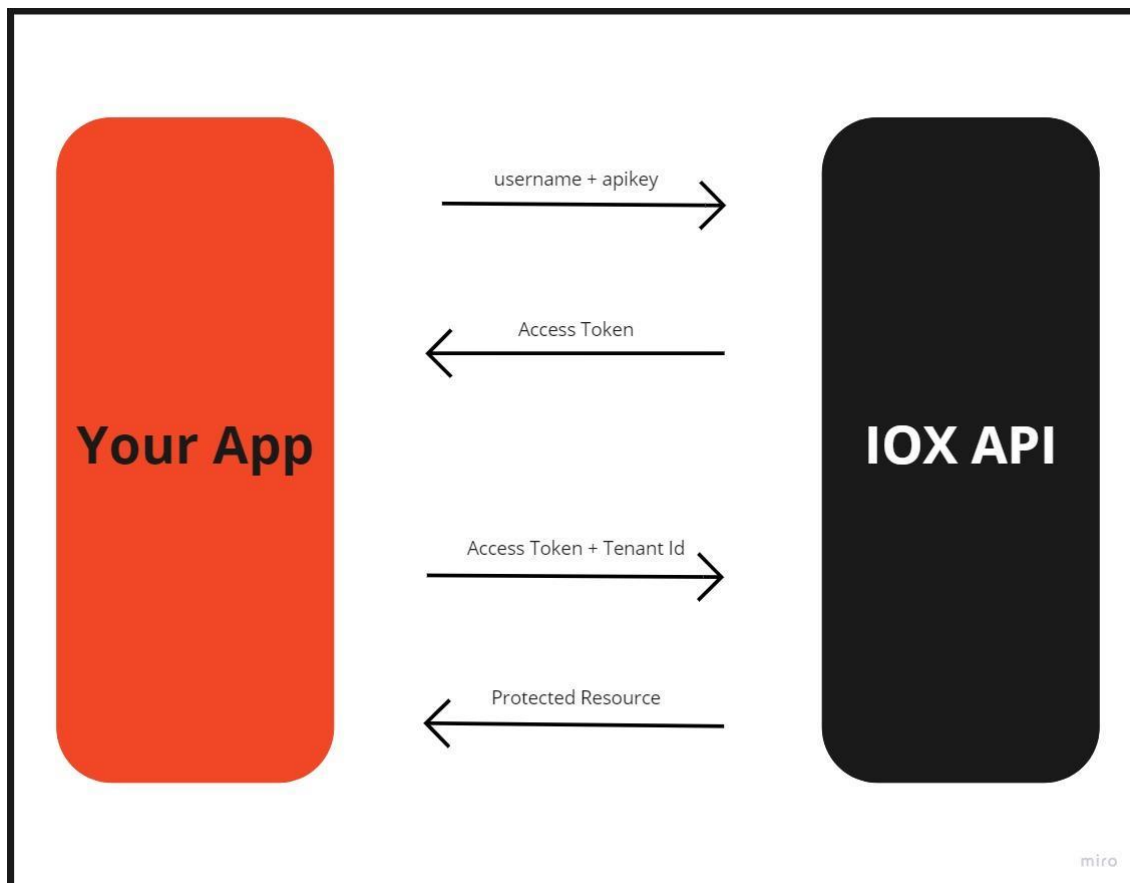 username + apikey
Access Token
Your App
IOX API
Access Token + Tenant Id
Protected Resource
miro